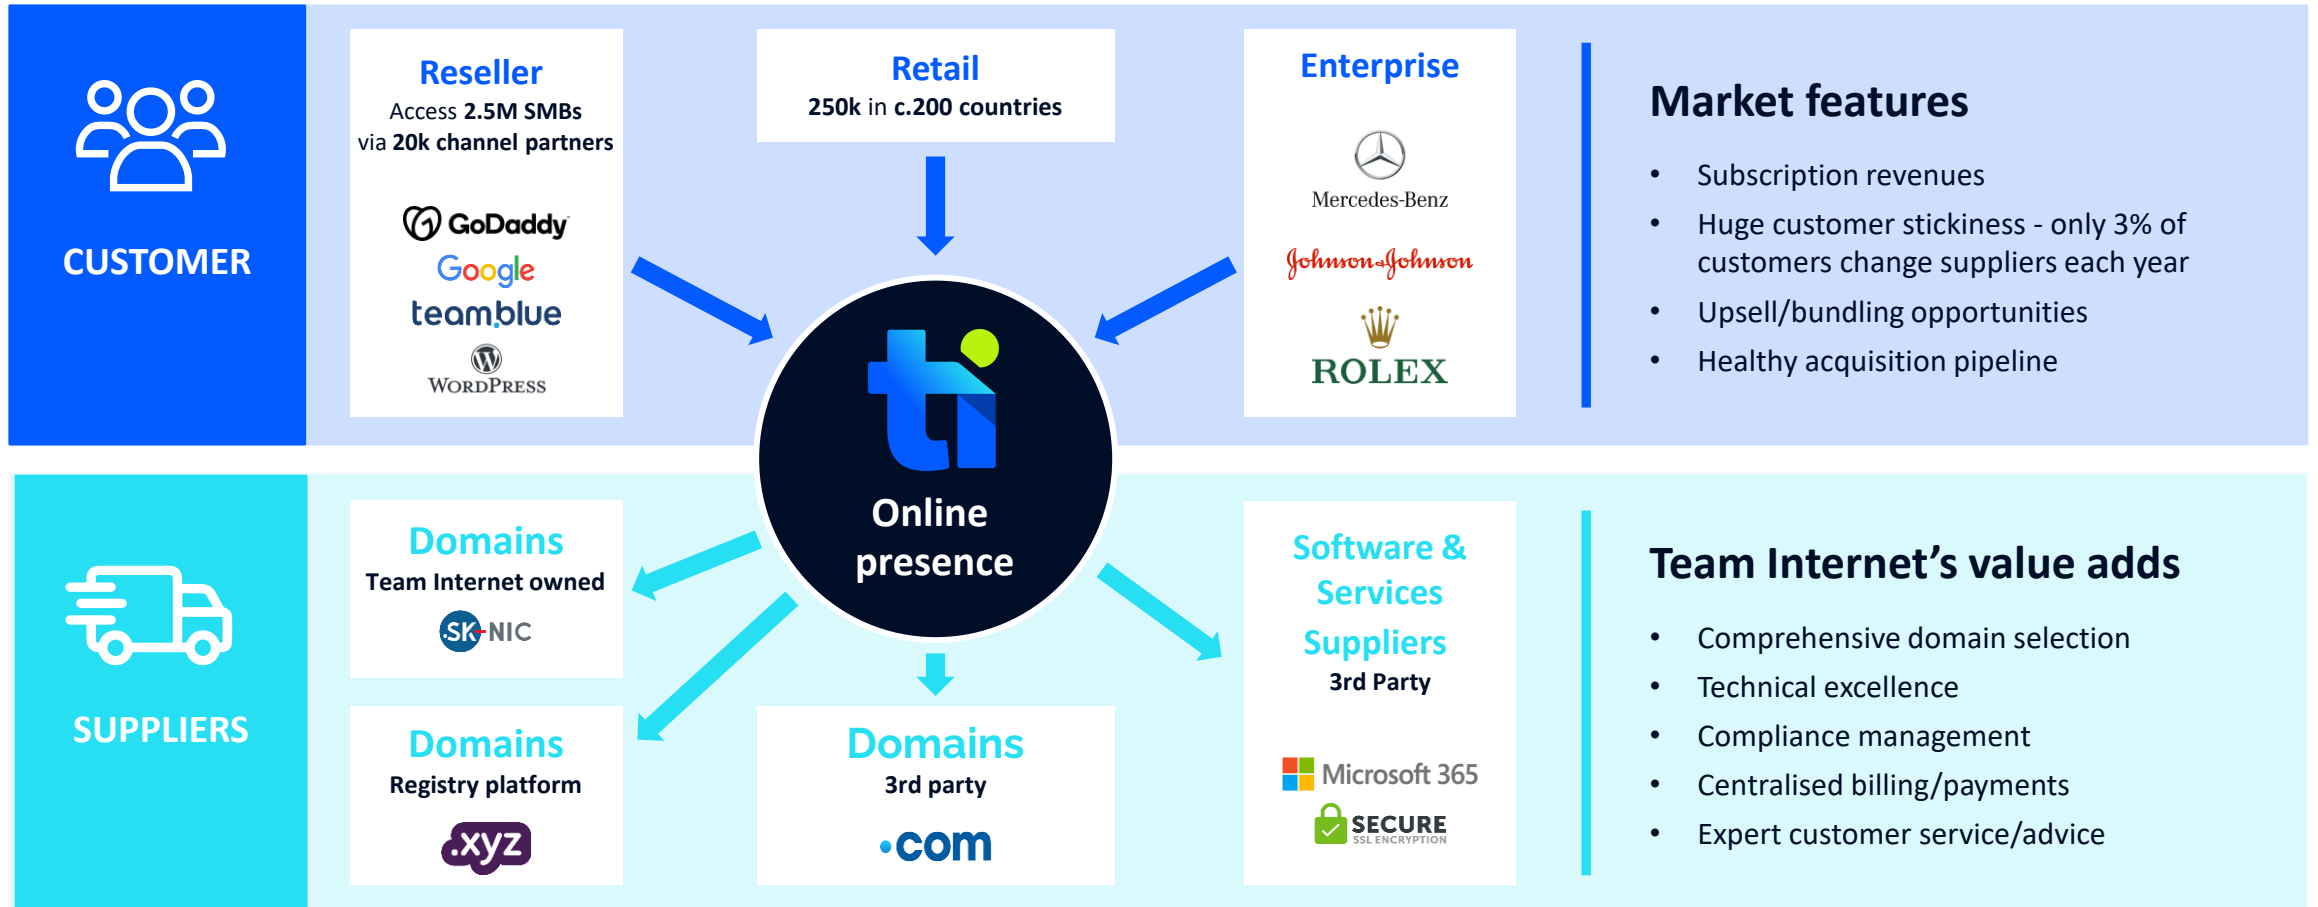 CUSTOMER
Reseller
Access 2.5M SMBs
via 20k channel partners
GoDaddy
Google
team.blue
WORDPRESS
Retail
250k in c.200 countries
Enterprise
Mercedes-Benz
Johnson&Johnson
ROLEX
Market features
• Subscription revenues
• Huge customer stickiness - only 3% of
customers change suppliers each year
• Upsell/bundling opportunities
• Healthy acquisition pipeline
ti
Online
presence
SUPPLIERS
Domains
Team Internet owned
.SK-NIC
Domains
Registry platform
.xyz
Domains
3rd party
.com
Software &
Services
Suppliers
3rd Party
Microsoft 365
SECURE
SSL ENCRYPTION
Team Internet’s value adds
• Comprehensive domain selection
• Technical excellence
• Compliance management
• Centralised billing/payments
• Expert customer service/advice